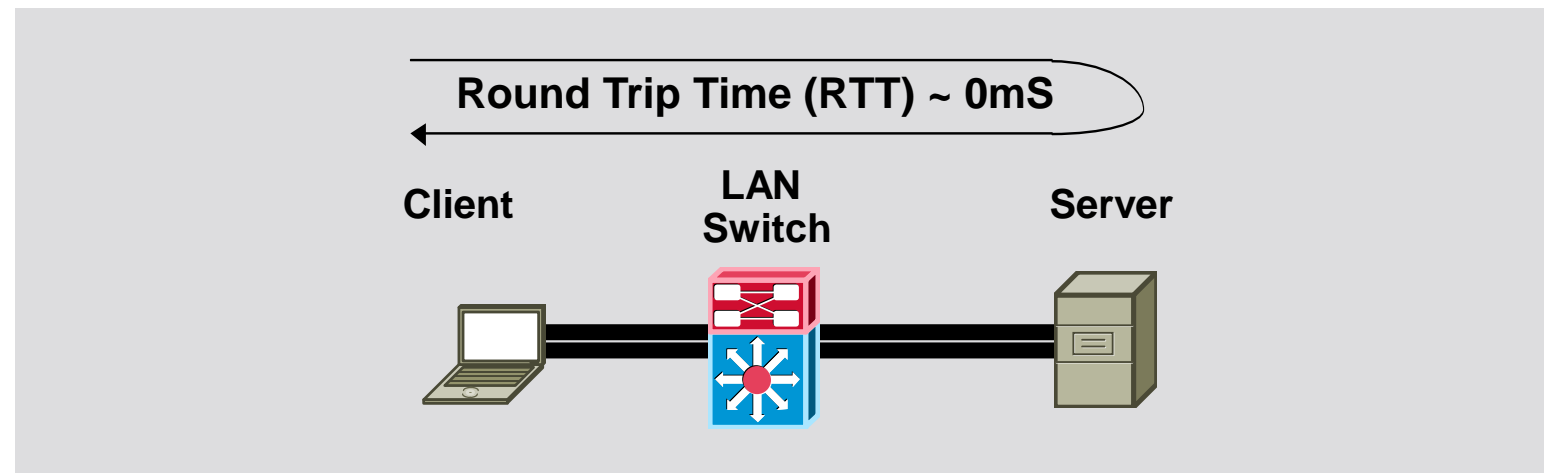 Round Trip Time (RTT) ~ 0mS
Client
LAN
Switch
Server